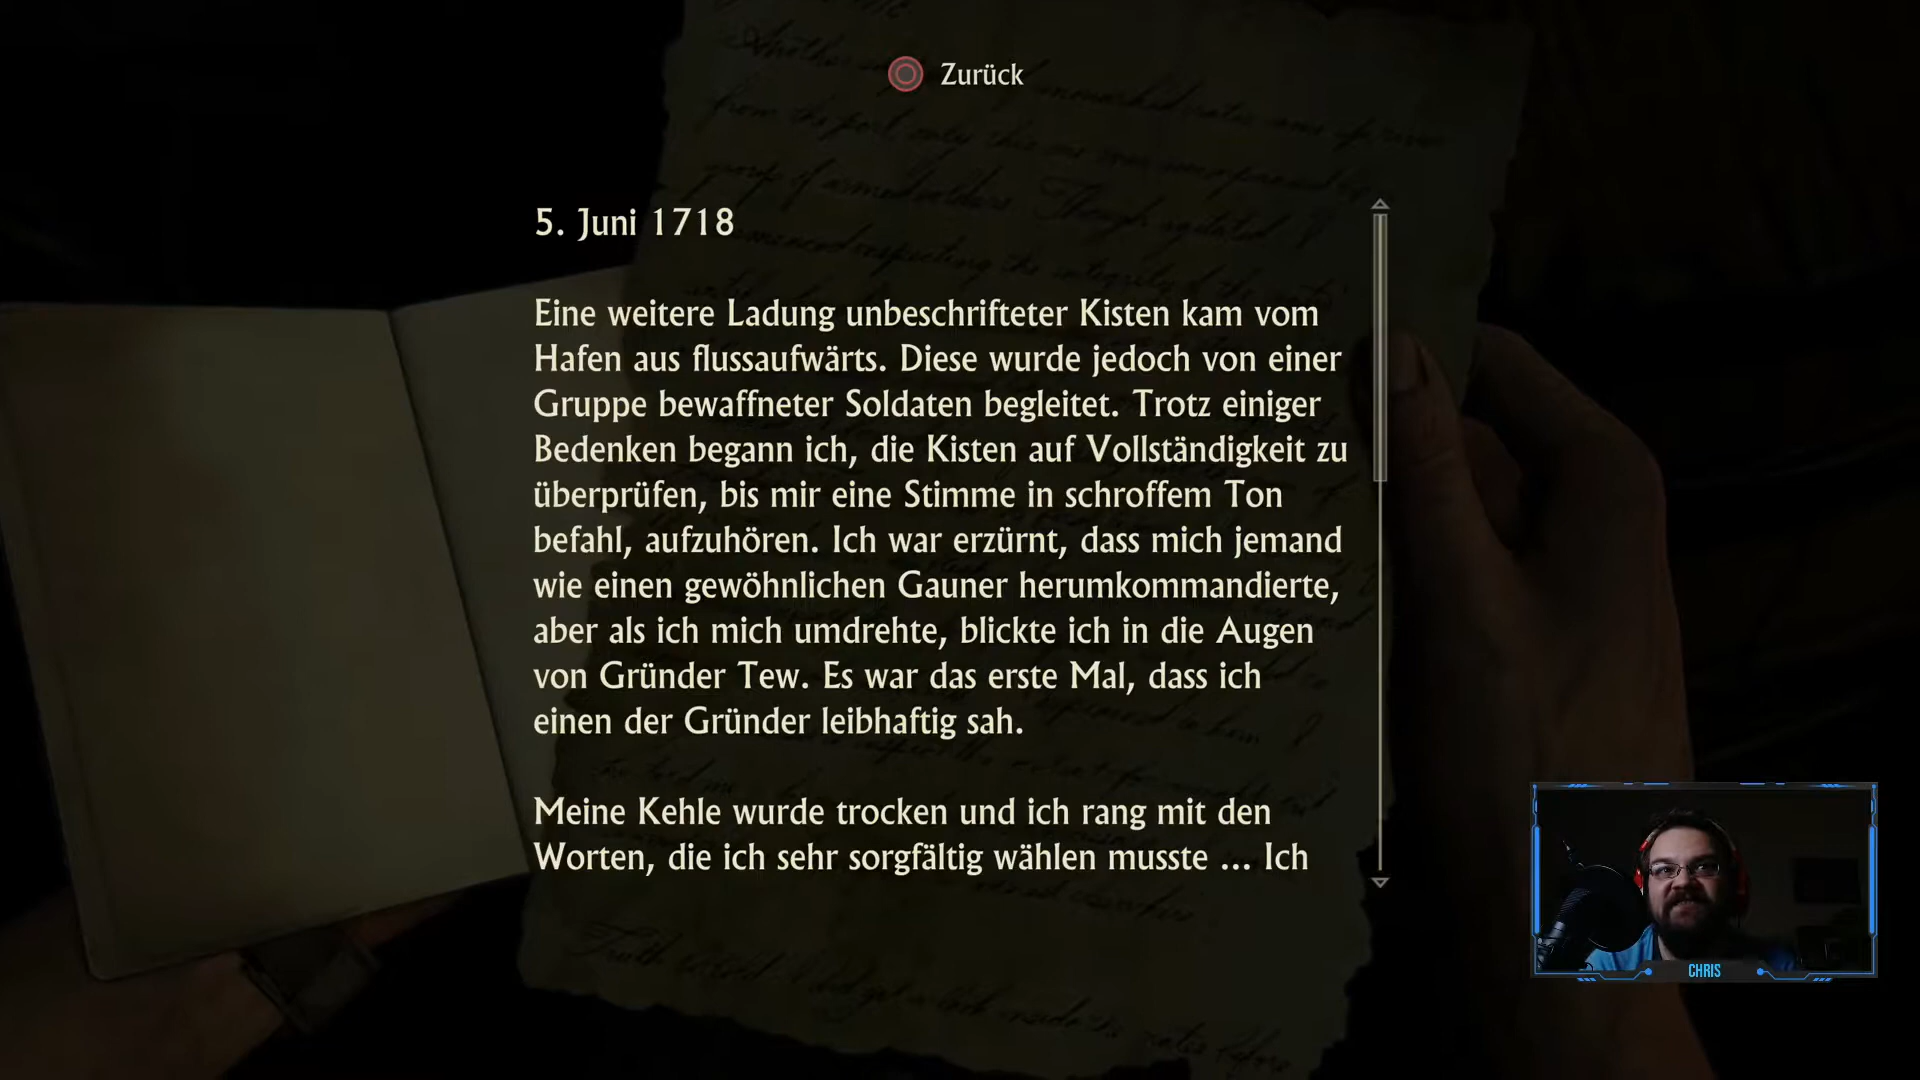 Zurück
5. Juni 1718
Eine weitere Ladung unbeschrifteter Kisten kam vom
Hafen aus flussaufwärts. Diese wurde jedoch von einer
Gruppe bewaffneter Soldaten begleitet. Trotz einiger
Bedenken begann ich, die Kisten auf Vollständigkeit zu
überprüfen, bis mir eine Stimme in schroffem Ton
befahl, aufzuhören. Ich war erzürnt, dass mich jemand
wie einen gewöhnlichen Gauner herumkommandierte,
aber als ich mich umdrehte, blickte ich in die Augen
von Gründer Tew. Es war das erste Mal, dass ich
einen der Gründer leibhaftig sah.
Meine Kehle wurde trocken und ich rang mit den
Worten, die ich sehr sorgfältig wählen musste ... Ich
CHRIS